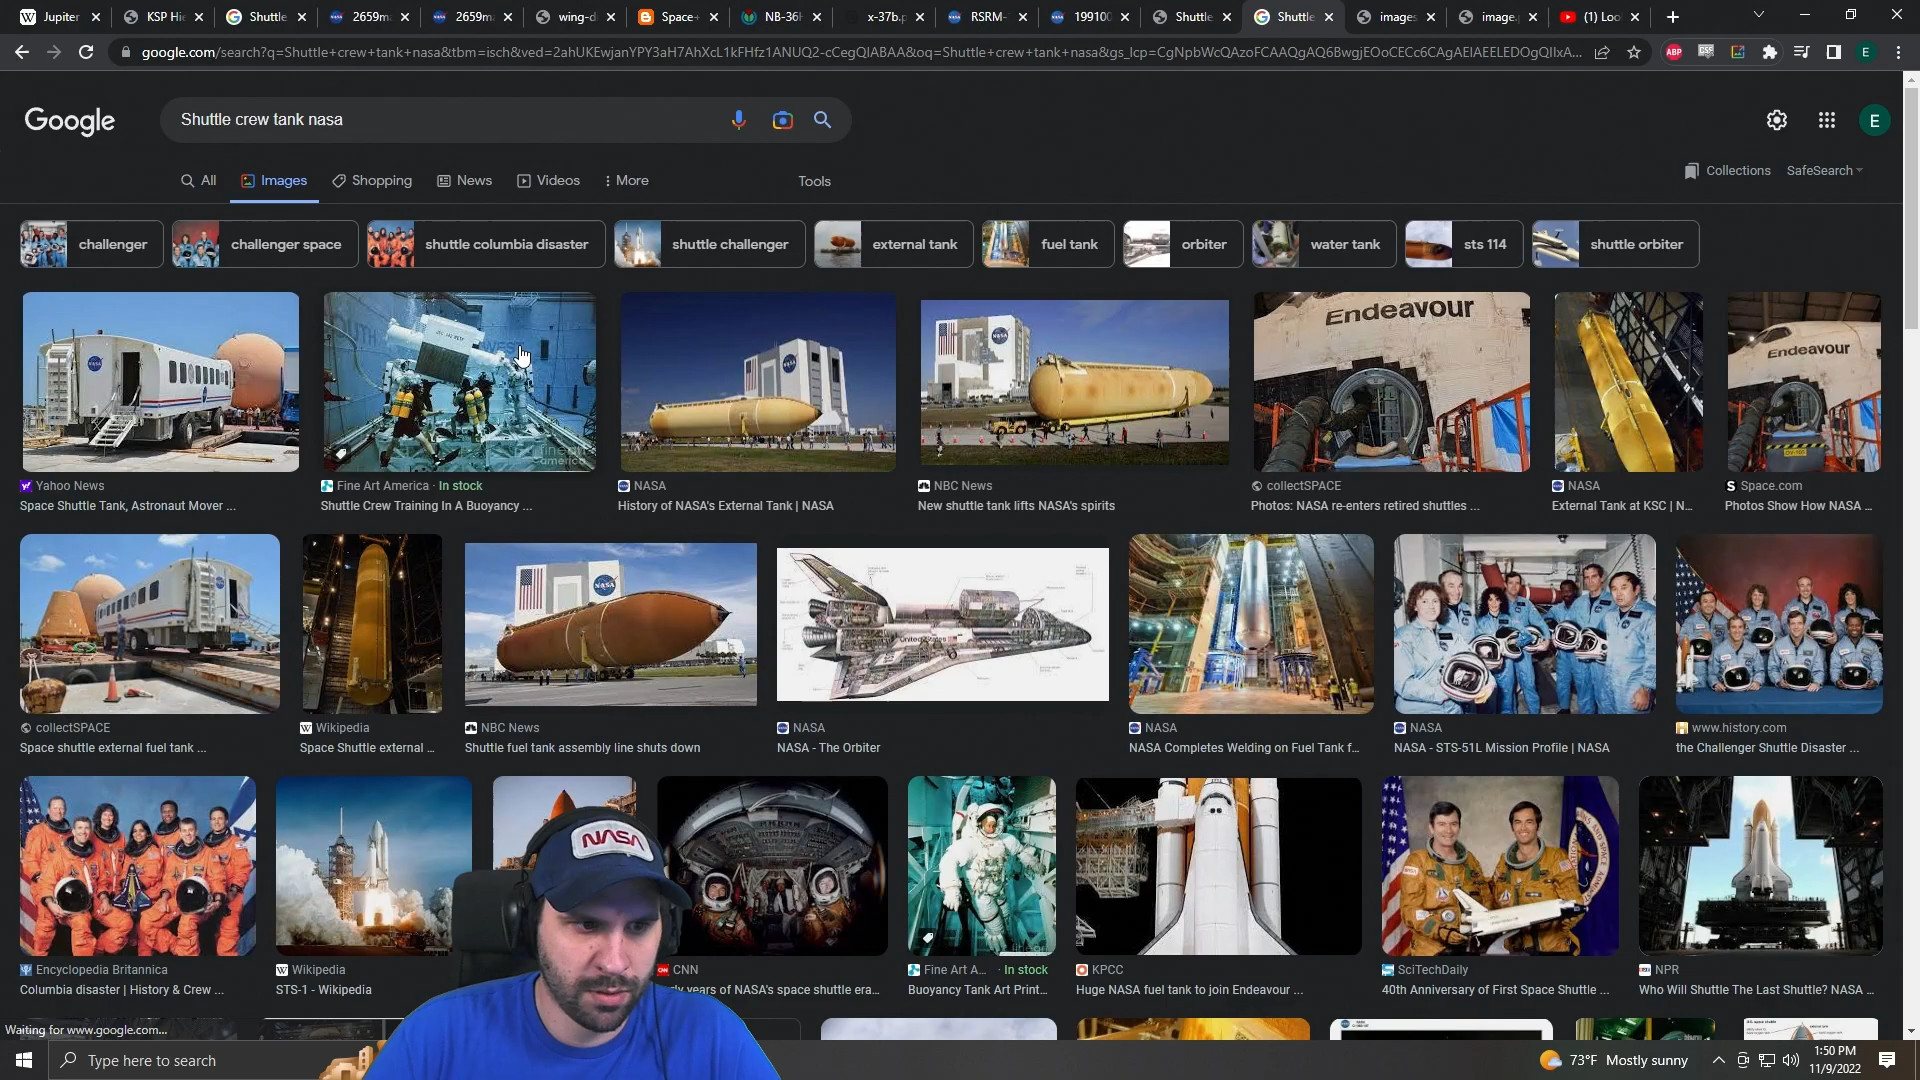 Jupiter
KSP Hi
Shuttle
2659m
2659m
wing-d
Space+
NB-36H
x-37b.p
RSRM-
199100
Shuttle
Shuttle
images
image.
(1) Loo
google.com/search?q=Shuttle+crew+tank+nasa&tbm=isch&ved=2ahUKEwjanYPY3aH7AhXcL1kFHfz1ANUQ2-cCegQIABAA&oq=Shuttle+crew+tank+nasa&gs_lcp=CgNpbWcQAzoFCAAQgAQ6BwgjEOoCECc6CAgAEIAEELEDOgQIIxA...
ABP
E
Google
Shuttle crew tank nasa
E
All
Images
Shopping
News
Videos
More
Tools
Collections
SafeSearch
challenger
challenger space
shuttle columbia disaster
shuttle challenger
external tank
fuel tank
orbiter
water tank
sts 114
shuttle orbiter
Endeavour
Endeavour
Yahoo News
Fine Art America · In stock
NASA
NBC News
collectSPACE
NASA
Space.com
Space Shuttle Tank, Astronaut Mover ...
Shuttle Crew Training In A Buoyancy ...
History of NASA's External Tank | NASA
New shuttle tank lifts NASA's spirits
Photos: NASA re-enters retired shuttles ...
External Tank at KSC | N...
Photos Show How NASA ...
NASA
United States
collectSPACE
Wikipedia
NBC News
NASA
NASA
NASA
www.history.com
Space shuttle external fuel tank ...
Space Shuttle external ...
Shuttle fuel tank assembly line shuts down
NASA - The Orbiter
NASA Completes Welding on Fuel Tank f...
NASA - STS-51L Mission Profile | NASA
the Challenger Shuttle Disaster ...
NASA
Encyclopedia Britannica
Wikipedia
CNN
Fine Art A... · In stock
KPCC
SciTechDaily
NPR
Columbia disaster | History & Crew ...
STS-1 - Wikipedia
years of NASA's space shuttle era...
Buoyancy Tank Art Print...
Huge NASA fuel tank to join Endeavour ...
40th Anniversary of First Space Shuttle ...
Who Will Shuttle The Last Shuttle? NASA ...
Waiting for www.google.com...
Type here to search
73°F Mostly sunny
1:50 PM
11/9/2022